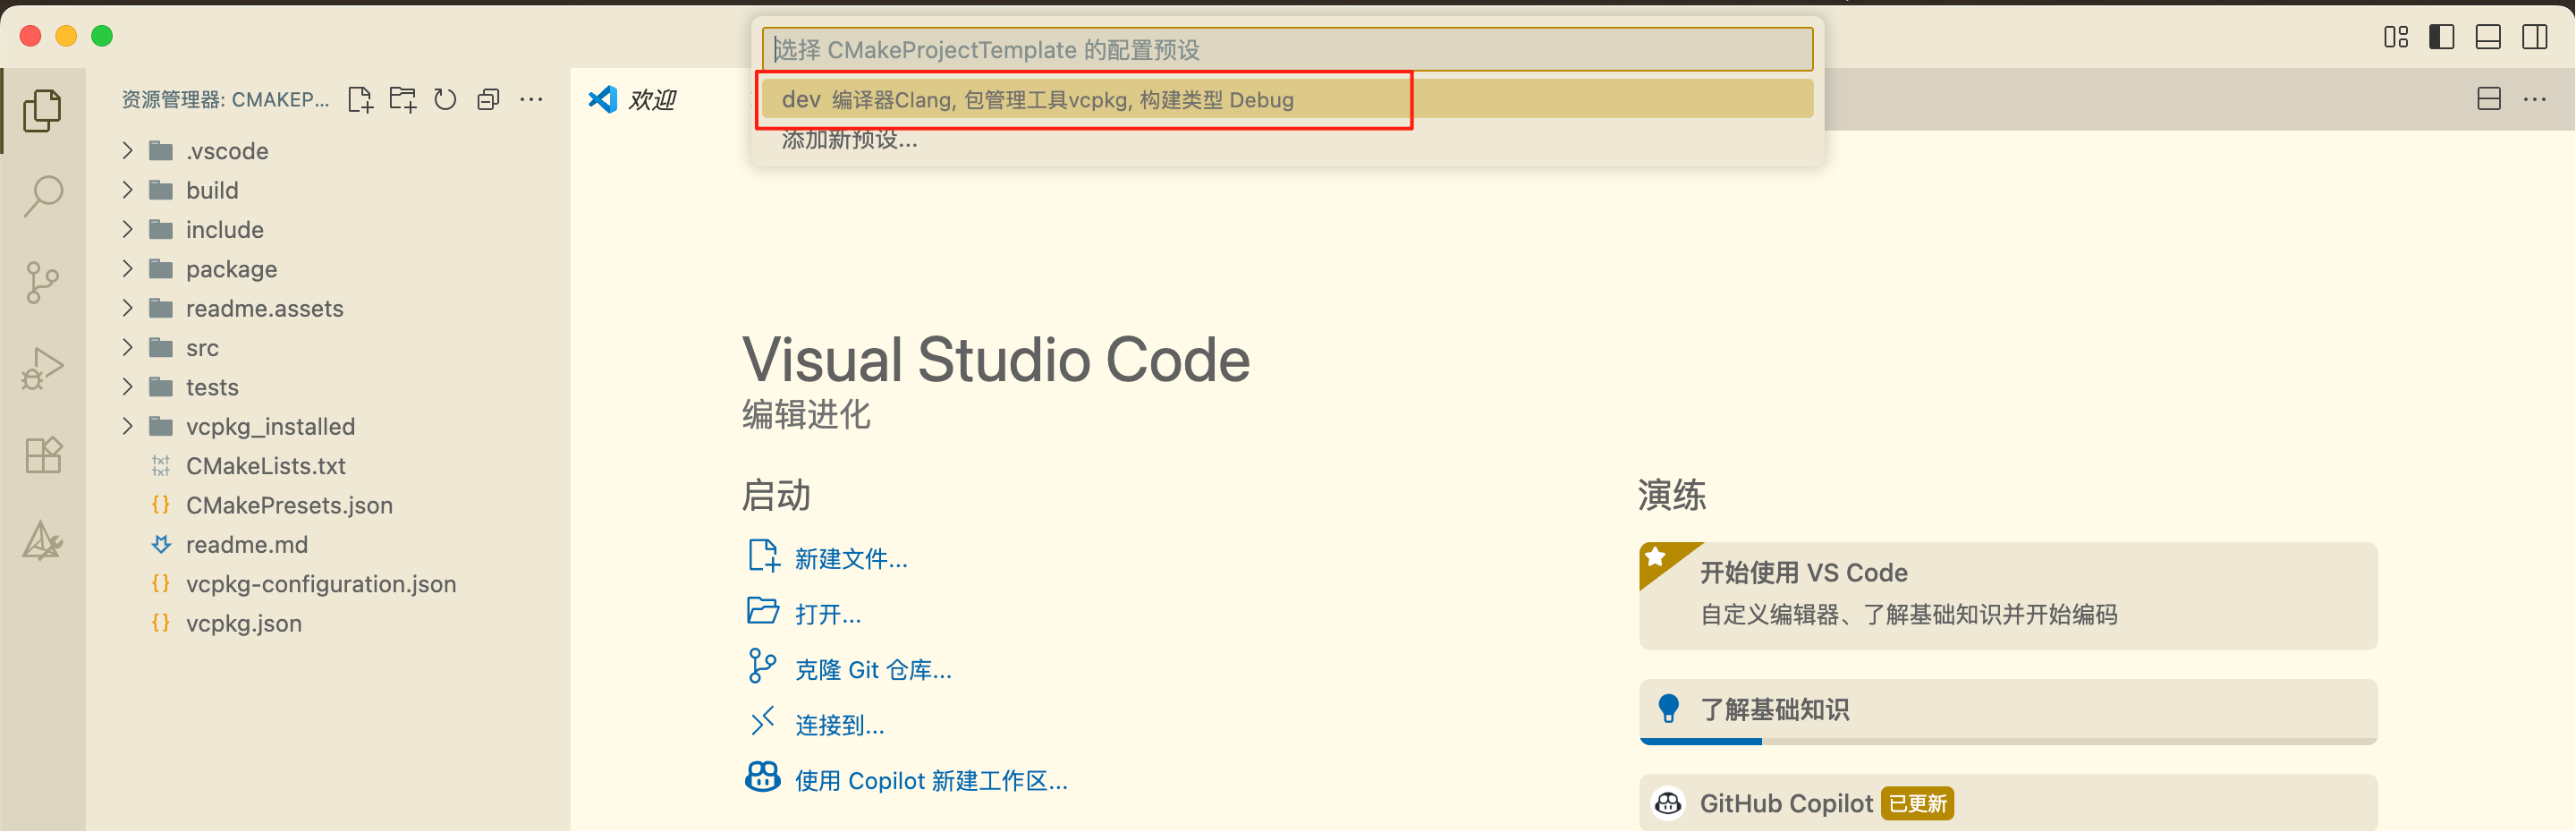 选择 CMakeProjectTemplate 的配置预设
dev 编译器Clang, 包管理工具vcpkg, 构建类型 Debug
添加新预设...
资源管理器: CMAKEP...
.vscode
build
include
package
readme.assets
src
tests
vcpkg_installed
CMakeLists.txt
CMakePresets.json
readme.md
vcpkg-configuration.json
vcpkg.json
欢迎
Visual Studio Code
编辑进化
启动
新建文件...
打开...
克隆 Git 仓库...
连接到...
使用 Copilot 新建工作区...
演练
开始使用 VS Code
自定义编辑器、了解基础知识并开始编码
了解基础知识
GitHub Copilot 已更新